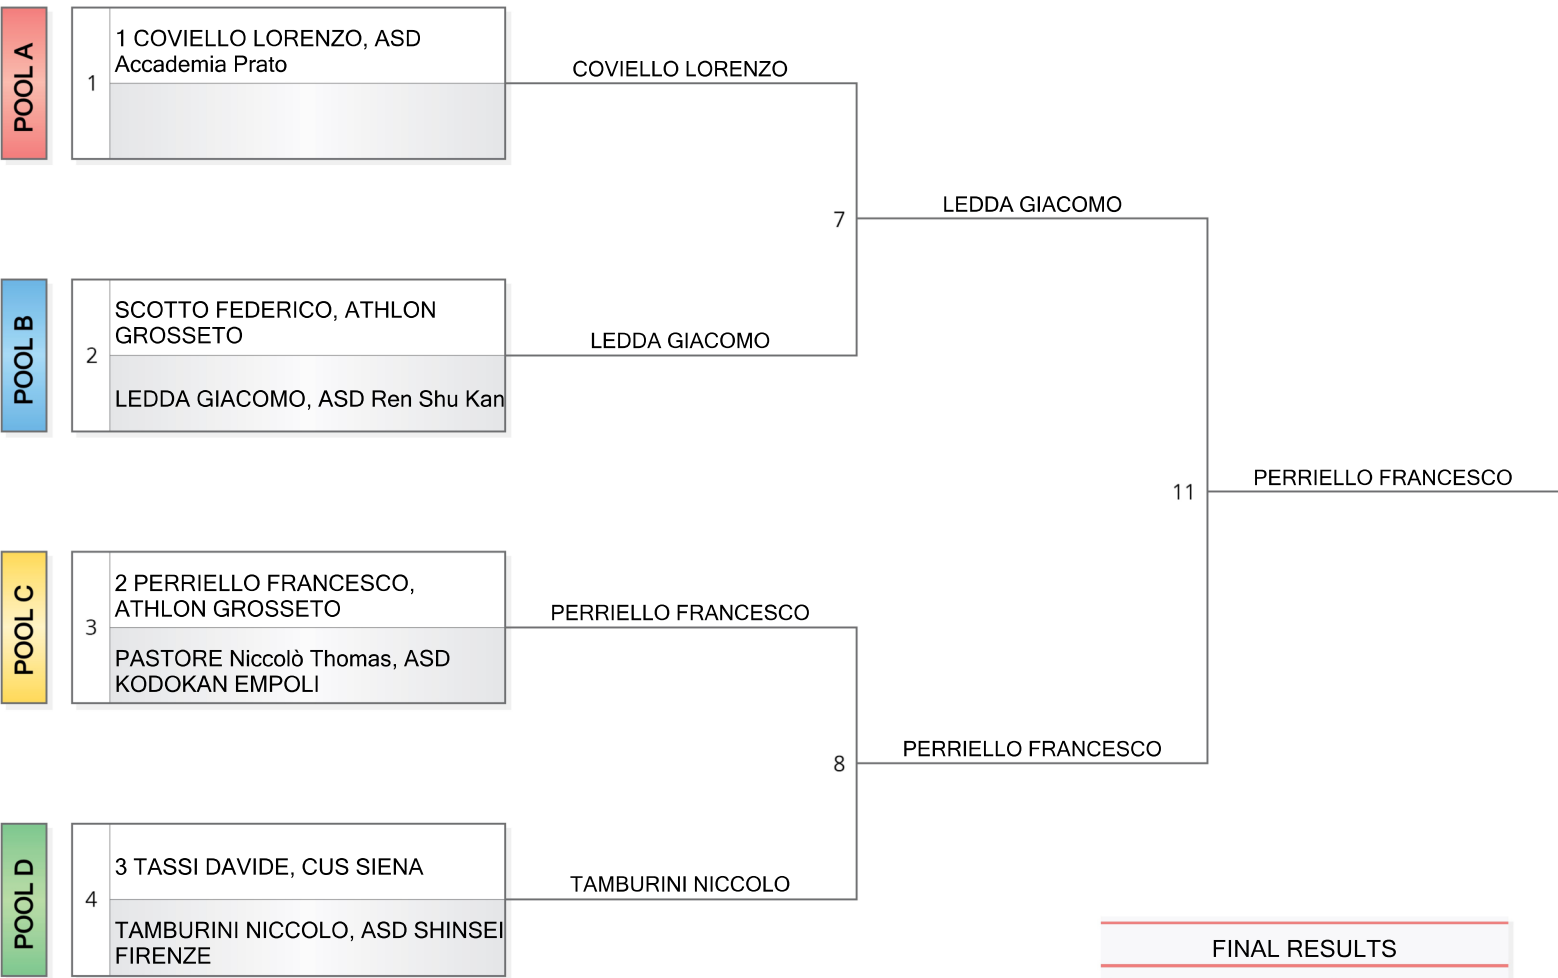 POOL A
1
1 COVIELLO LORENZO, ASD
Accademia Prato
COVIELLO LORENZO
7
LEDDA GIACOMO
POOL B
2
SCOTTO FEDERICO, ATHLON
GROSSETO
LEDDA GIACOMO, ASD Ren Shu Kan
LEDDA GIACOMO
11
PERRIELLO FRANCESCO
POOL C
3
2 PERRIELLO FRANCESCO,
ATHLON GROSSETO
PASTORE Niccolò Thomas, ASD
KODOKAN EMPOLI
PERRIELLO FRANCESCO
8
PERRIELLO FRANCESCO
POOL D
4
3 TASSI DAVIDE, CUS SIENA
TAMBURINI NICCOLO, ASD SHINSEI
FIRENZE
TAMBURINI NICCOLO
FINAL RESULTS